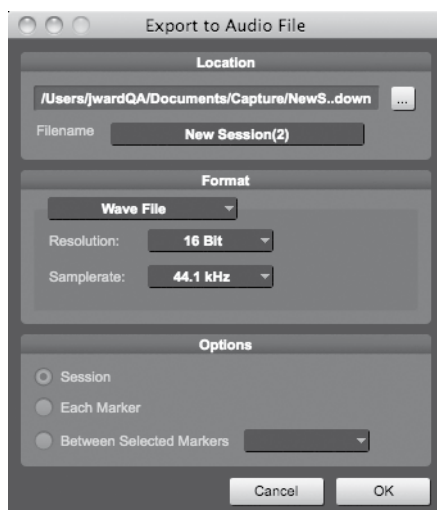 Export to Audio File
Location
/Users/jwardQA/Documents/Capture/NewS..down
...
Filename New Session(2)
Format
Wave File
Resolution: 16 Bit
Samplerate: 44.1 kHz
Options
Session
Each Marker
Between Selected Markers
Cancel OK